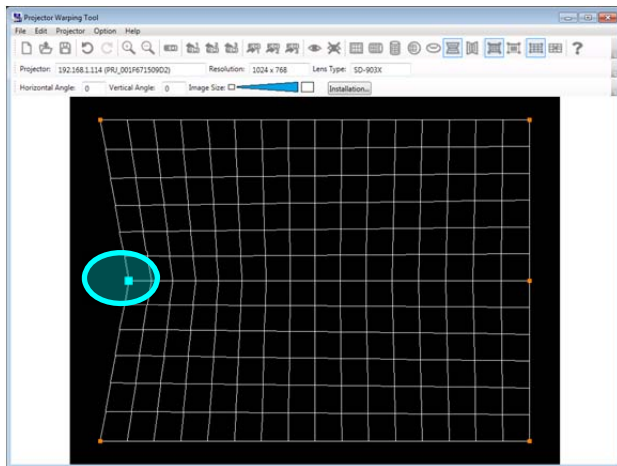 Projector Warping Tool
File Edit Projector Option Help
Projector: 192.168.1.114 (PRJ_001F671509D2) Resolution: 1024 x 768 Lens Type: SD-903X
Horizontal Angle: 0 Vertical Angle: 0 Image Size: Installation...